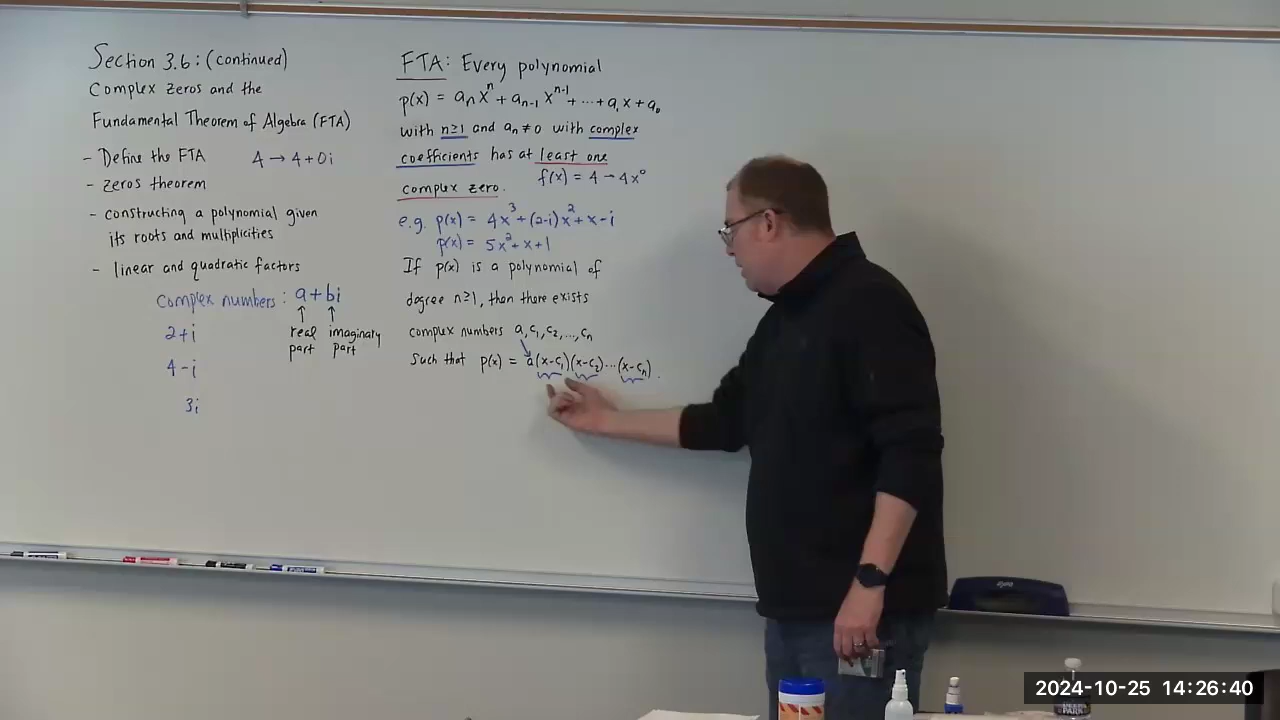 Section 3.6: (continued)
Complex Zeros and the
Fundamental Theorem of Algebra (FTA)
- Define the FTA 4 → 4+0i
- zeros theorem
- constructing a polynomial given
its roots and multiplicities
- linear and quadratic factors
Complex numbers: a+bi
↑ ↑
real imaginary
part part
2+i
4-i
3i
FTA: Every polynomial
p(x) = aₙxⁿ + aₙ₋₁xⁿ⁻¹ + ... + a₁x + a₀
with n≥1 and aₙ≠0 with complex
coefficients has at least one
complex zero.
f(x) = 4 → 4x⁰
e.g. p(x) = 4x³+(2-i)x²+x-i
p(x) = 5x²+x+1
If p(x) is a polynomial of
degree n≥1, then there exists
complex numbers a, c₁, c₂, ..., cₙ
such that p(x) = a(x-c₁)(x-c₂)...(x-cₙ).
expo
DEER PARK
2024-10-25 14:26:40